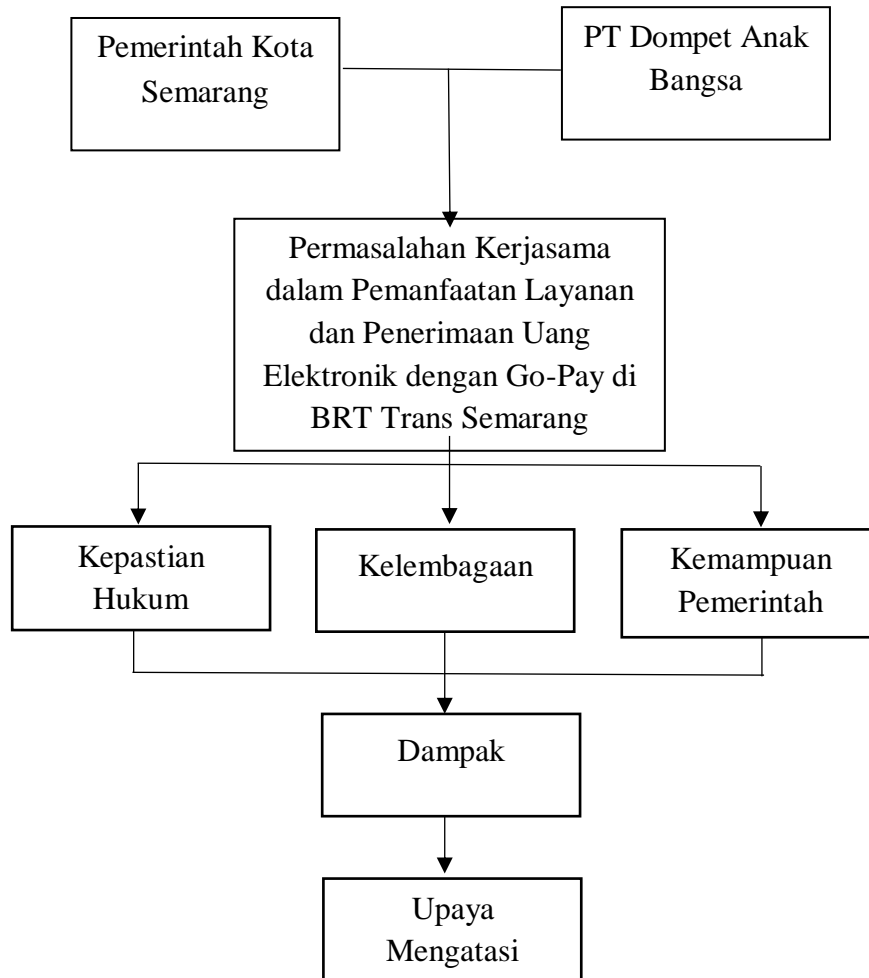 Pemerintah Kota
Semarang
PT Dompet Anak
Bangsa
Permasalahan Kerjasama
dalam Pemanfaatan Layanan
dan Penerimaan Uang
Elektronik dengan Go-Pay di
BRT Trans Semarang
Kepastian
Hukum
Kelembagaan
Kemampuan
Pemerintah
Dampak
Upaya
Mengatasi